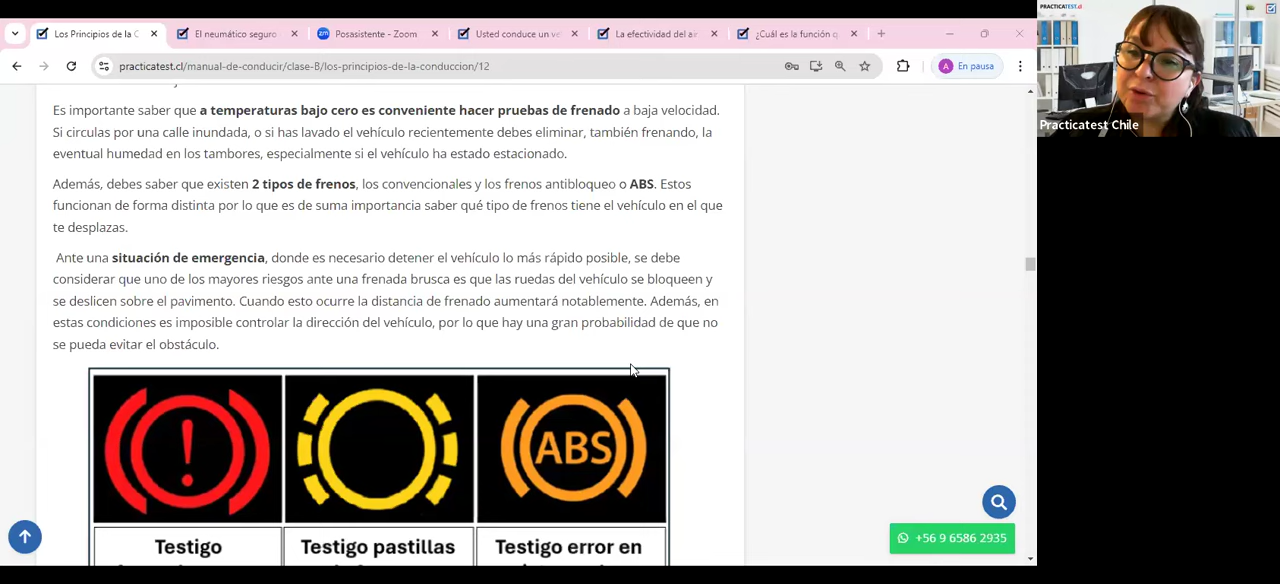 Los Principios de la C
El neumático seguro
Posasistente - Zoom
Usted conduce un ve
La efectividad del air
¿Cuál es la función q
practicatest.cl/manual-de-conducir/clase-B/los-principios-de-la-conduccion/12
A
En pausa
PRACTICATEST.cl
Practicatest Chile
Es importante saber que a temperaturas bajo cero es conveniente hacer pruebas de frenado a baja velocidad.
Si circulas por una calle inundada, o si has lavado el vehículo recientemente debes eliminar, también frenando, la
eventual humedad en los tambores, especialmente si el vehículo ha estado estacionado.
Además, debes saber que existen 2 tipos de frenos, los convencionales y los frenos antibloqueo o ABS. Estos
funcionan de forma distinta por lo que es de suma importancia saber qué tipo de frenos tiene el vehículo en el que
te desplazas.
Ante una situación de emergencia, donde es necesario detener el vehículo lo más rápido posible, se debe
considerar que uno de los mayores riesgos ante una frenada brusca es que las ruedas del vehículo se bloqueen y
se deslicen sobre el pavimento. Cuando esto ocurre la distancia de frenado aumentará notablemente. Además, en
estas condiciones es imposible controlar la dirección del vehículo, por lo que hay una gran probabilidad de que no
se pueda evitar el obstáculo.
!
ABS
Testigo
Testigo pastillas
Testigo error en
+56 9 6586 2935